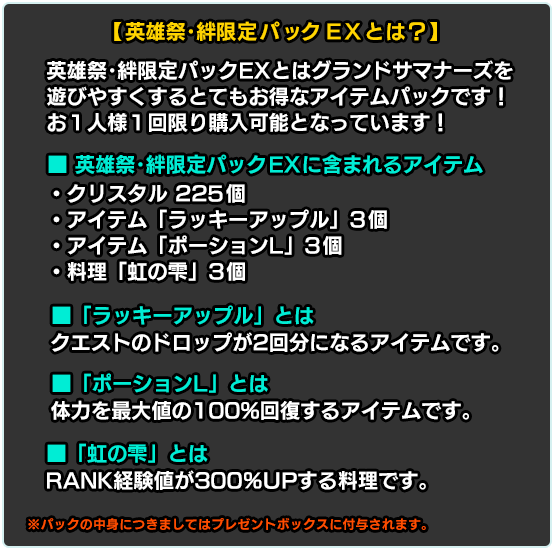 【英雄祭･絆限定パックEXとは？】
英雄祭･絆限定パックEXとはグランドサマナーズを
遊びやすくするとてもお得なアイテムパックです！
お１人様１回限り購入可能となっています！
■ 英雄祭･絆限定パックEXに含まれるアイテム
・クリスタル 225個
・アイテム「ラッキーアップル」3個
・アイテム「ポーションL」3個
・料理「虹の雫」3個
■「ラッキーアップル」とは
クエストのドロップが2回分になるアイテムです。
■「ポーションL」とは
体力を最大値の100%回復するアイテムです。
■「虹の雫」とは
RANK経験値が300%UPする料理です。
※パックの中身につきましてはプレゼントボックスに付与されます。